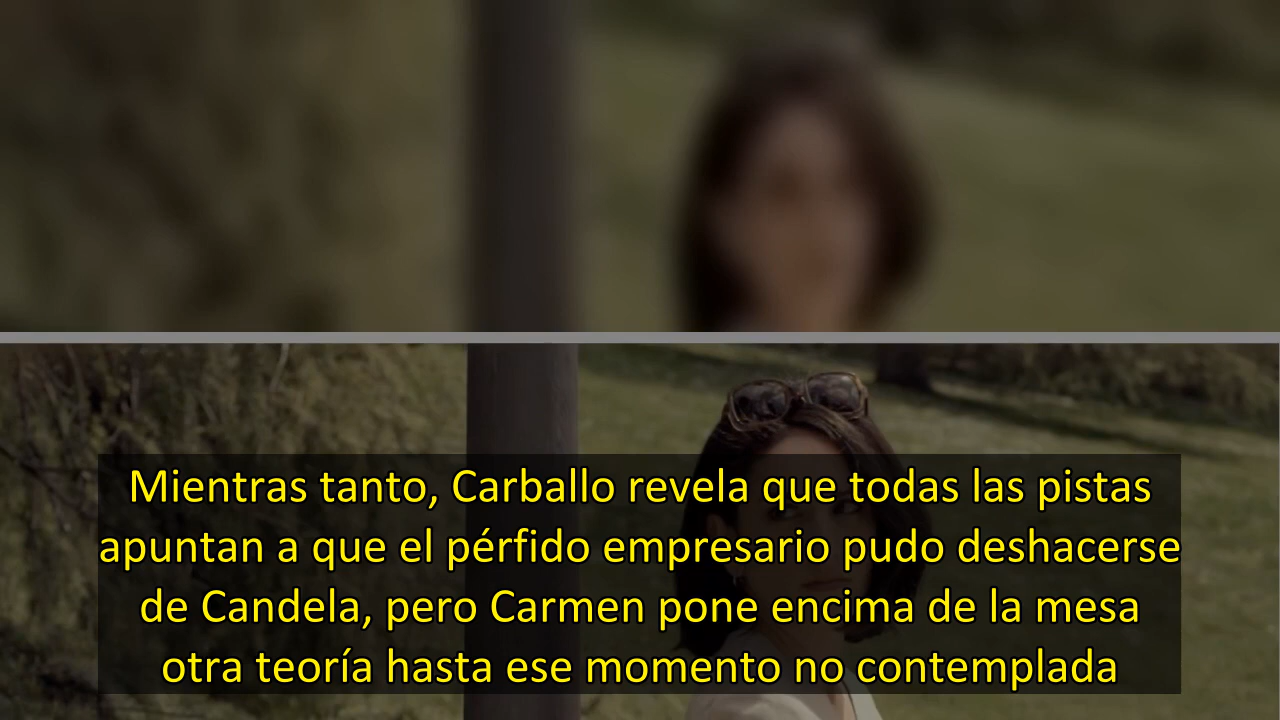 Mientras tanto, Carballo revela que todas las pistas
apuntan a que el pérfido empresario pudo deshacerse
de Candela, pero Carmen pone encima de la mesa
otra teoría hasta ese momento no contemplada